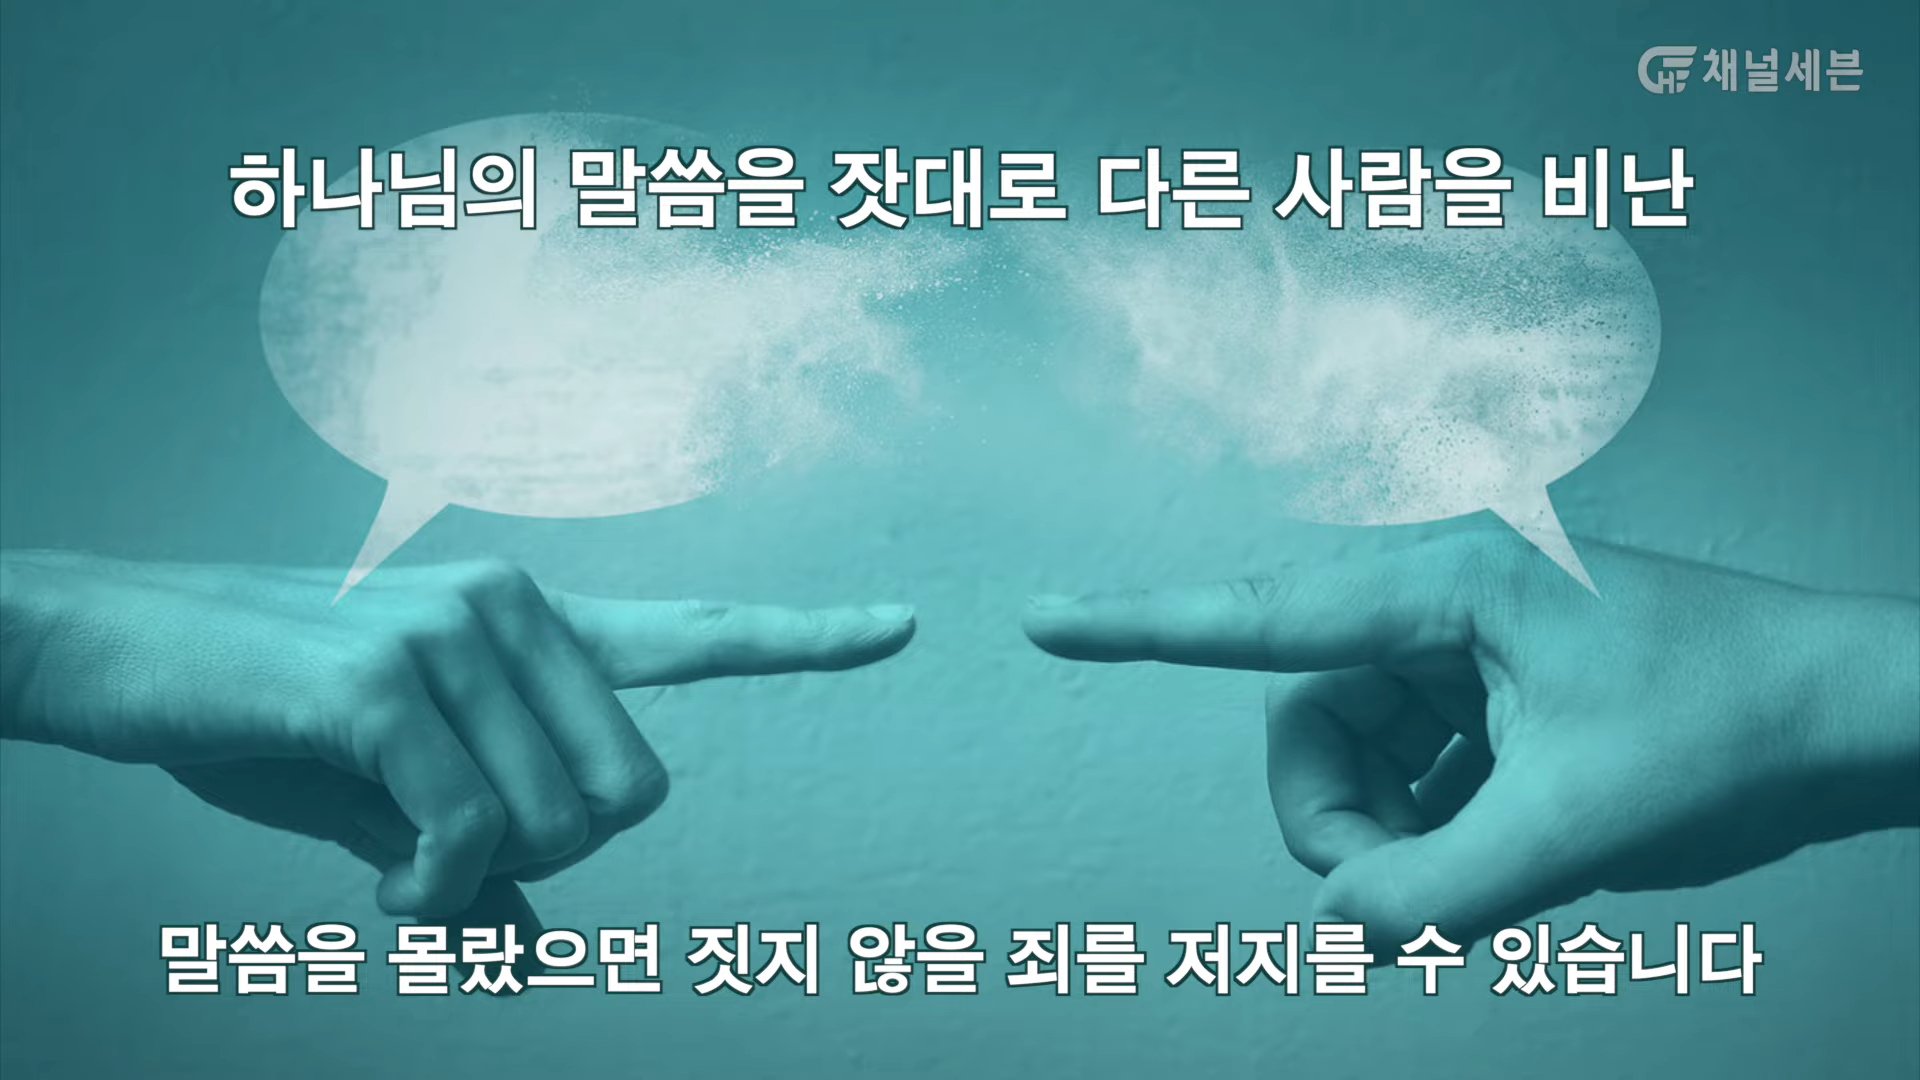 채널세븐
하나님의 말씀을 잣대로 다른 사람을 비난
말씀을 몰랐으면 짓지 않을 죄를 저지를 수 있습니다